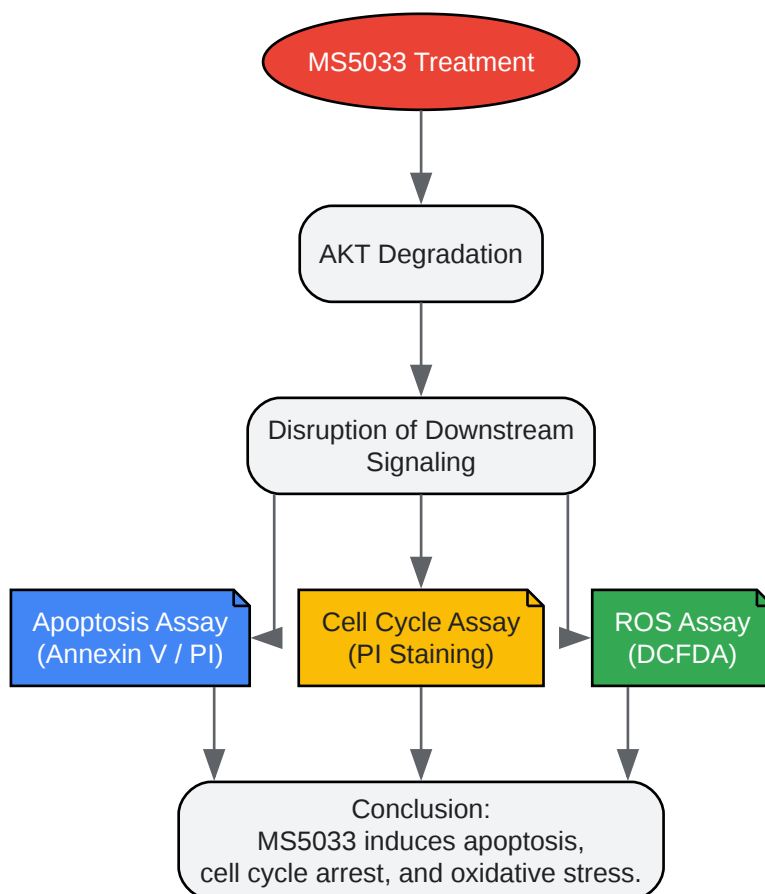 MS5033 Treatment
AKT Degradation
Disruption of Downstream
Signaling
Apoptosis Assay
(Annexin V / PI)
Cell Cycle Assay
(PI Staining)
ROS Assay
(DCFDA)
Conclusion:
MS5033 induces apoptosis,
cell cycle arrest, and oxidative stress.